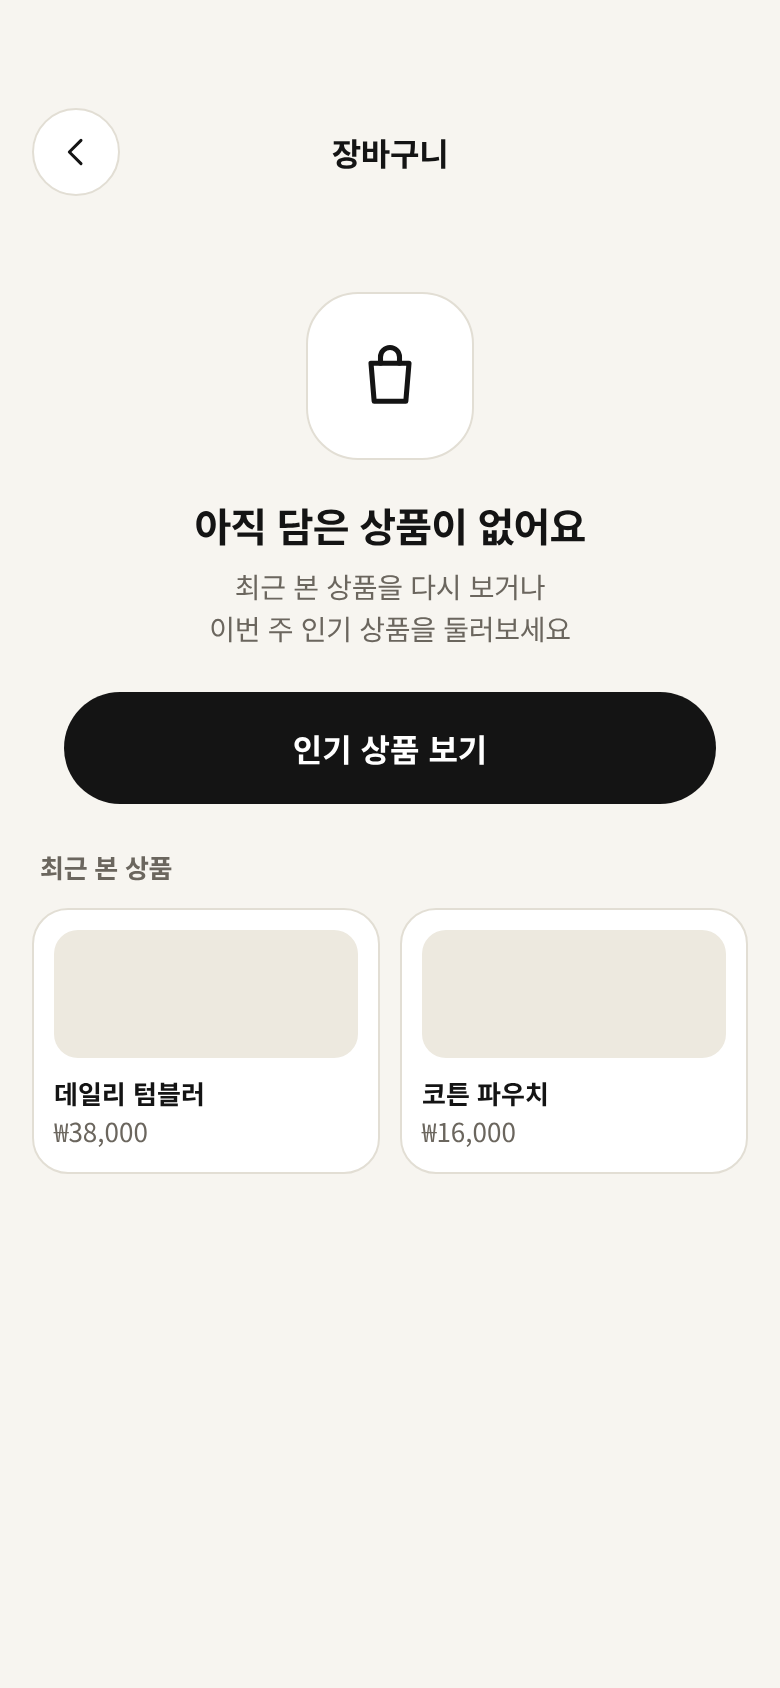 장바구니
아직 담은 상품이 없어요
최근 본 상품을 다시 보거나
이번 주 인기 상품을 둘러보세요
인기 상품 보기
최근 본 상품
데일리 텀블러
₩38,000
코튼 파우치
₩16,000